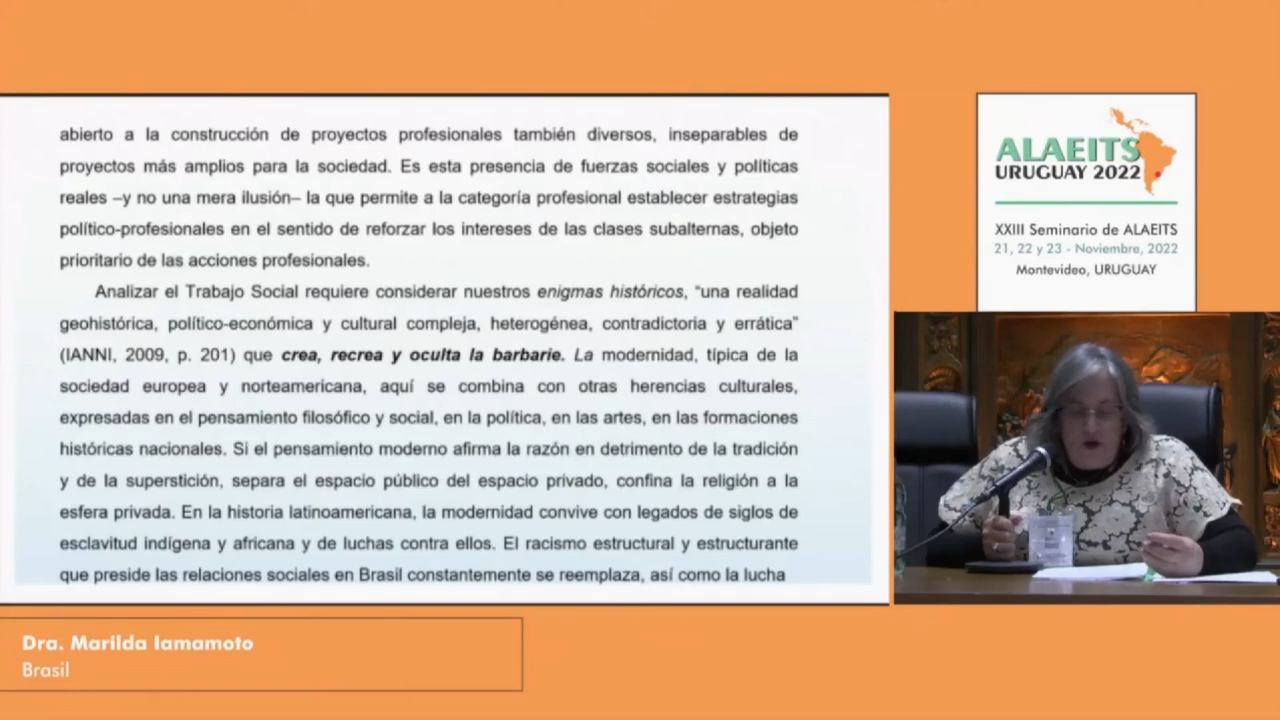 abierto a la construcción de proyectos profesionales también diversos, inseparables de
proyectos más amplios para la sociedad. Es esta presencia de fuerzas sociales y políticas
reales –y no una mera ilusión– la que permite a la categoría profesional establecer estrategias
político-profesionales en el sentido de reforzar los intereses de las clases subalternas, objeto
prioritario de las acciones profesionales.
Analizar el Trabajo Social requiere considerar nuestros enigmas históricos, “una realidad
geohistórica, político-económica y cultural compleja, heterogénea, contradictoria y errática”
(IANNI, 2009, p. 201) que crea, recrea y oculta la barbarie. La modernidad, típica de la
sociedad europea y norteamericana, aquí se combina con otras herencias culturales,
expresadas en el pensamiento filosófico y social, en la política, en las artes, en las formaciones
históricas nacionales. Si el pensamiento moderno afirma la razón en detrimento de la tradición
y de la superstición, separa el espacio público del espacio privado, confina la religión a la
esfera privada. En la historia latinoamericana, la modernidad convive con legados de siglos de
esclavitud indígena y africana y de luchas contra ellos. El racismo estructural y estructurante
que preside las relaciones sociales en Brasil constantemente se reemplaza, así como la lucha
ALAEITS
URUGUAY 2022
XXIII Seminario de ALAEITS
21, 22 y 23 - Noviembre, 2022
Montevideo, URUGUAY
Dra. Marilda Iamamoto
Brasil